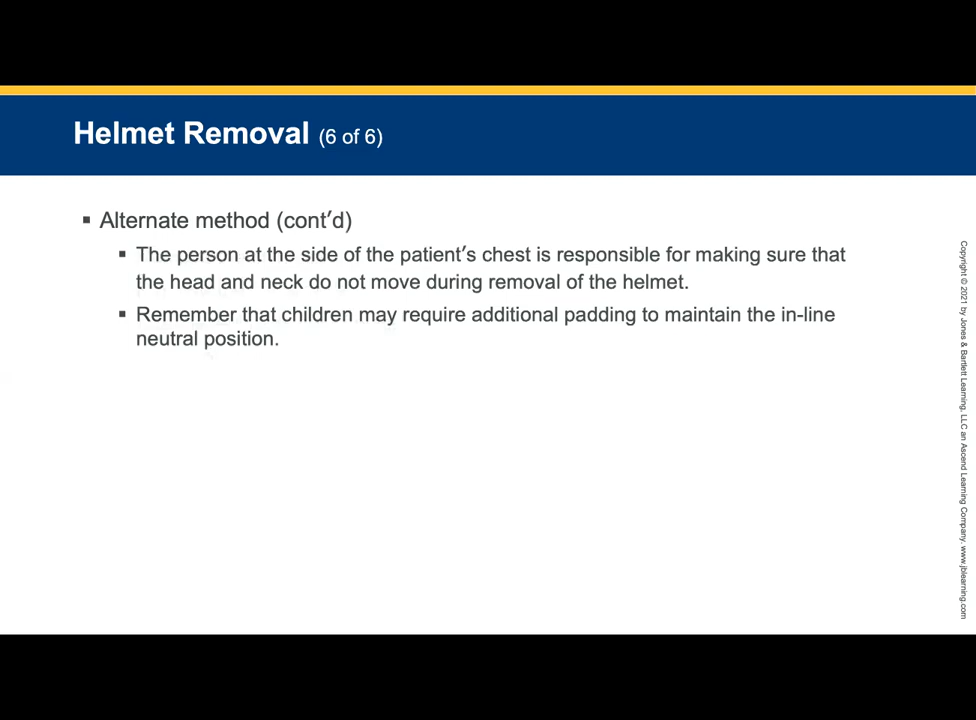 Helmet Removal (6 of 6)
▪ Alternate method (cont’d)
▪ The person at the side of the patient’s chest is responsible for making sure that
the head and neck do not move during removal of the helmet.
▪ Remember that children may require additional padding to maintain the in-line
neutral position.
Copyright © 2021 by Jones & Bartlett Learning, LLC an Ascend Learning Company. www.jblearning.com